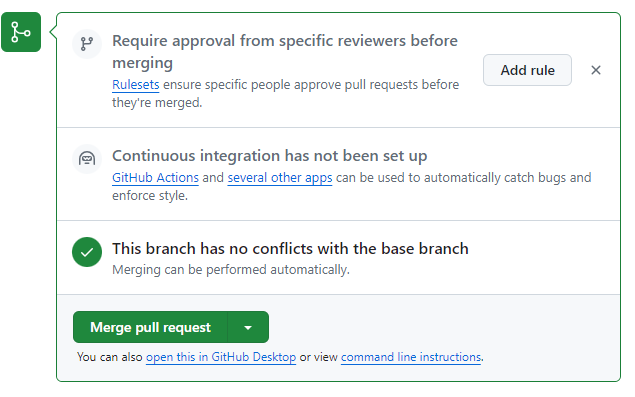 Require approval from specific reviewers before
merging
Add rule
Rulesets ensure specific people approve pull requests before
they're merged.
Continuous integration has not been set up
GitHub Actions and several other apps can be used to automatically catch bugs and
enforce style.
This branch has no conflicts with the base branch
Merging can be performed automatically.
Merge pull request
You can also open this in GitHub Desktop or view command line instructions.